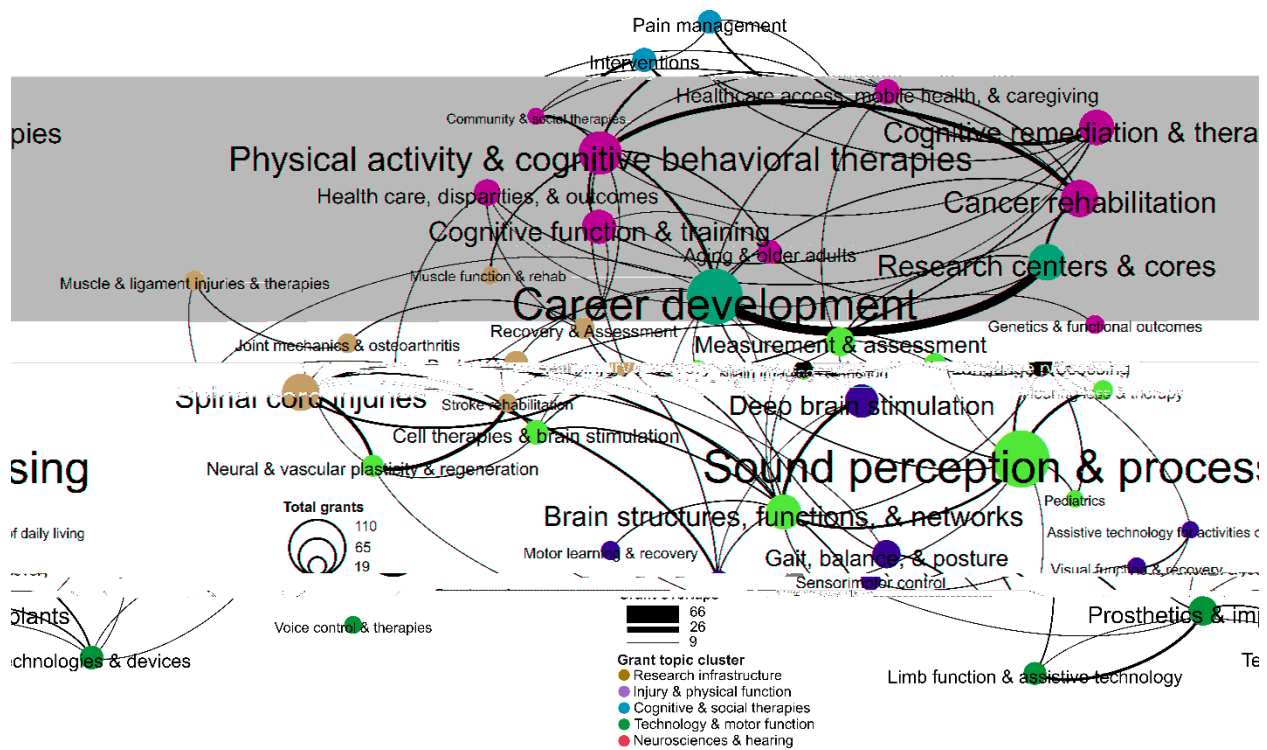 Pain management
Interventions
Healthcare access, mobile health, & caregiving
Community & social therapies
pies
Cognitive remediation & thera
Physical activity & cognitive behavioral therapies
Health care, disparities, & outcomes
Cancer rehabilitation
Cognitive function & training
Aging & older adults
Research centers & cores
Muscle function & rehab
Muscle & ligament injuries & therapies
Career development
Genetics & functional outcomes
Recovery & Assessment
Joint mechanics & osteoarthritis
Measurement & assessment
Hearing loss & therapy
Spinal cord injuries
Stroke rehabilitation
Deep brain stimulation
Cell therapies & brain stimulation
sing
Neural & vascular plasticity & regeneration
Sound perception & process
Pediatrics
Total grants
110
65
19
Brain structures, functions, & networks
of daily living
Assistive technology for activities o
Motor learning & recovery
Gait, balance, & posture
Visual function & recovery
Sensorimotor control
plants
Voice control & therapies
66
26
9
Prosthetics & imp
echnologies & devices
Te
Limb function & assistive technology
Grant topic cluster
Research infrastructure
Injury & physical function
Cognitive & social therapies
Technology & motor function
Neurosciences & hearing